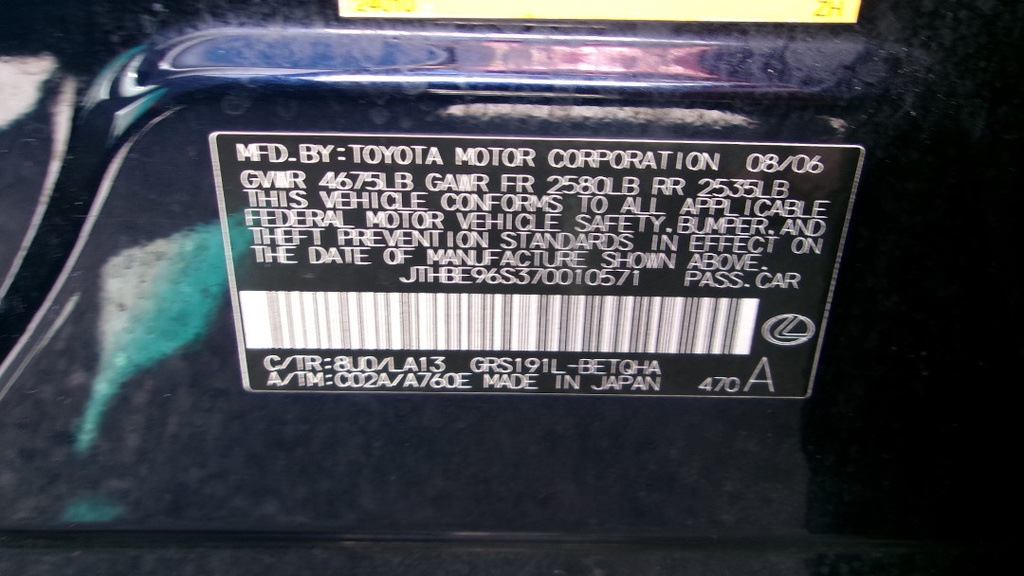 ZH
MFD.BY:TOYOTA MOTOR CORPORATION 08/06
GVWR 4675LB GAWR FR 2580LB RR 2535LB
THIS VEHICLE CONFORMS TO ALL APPLICABLE
FEDERAL MOTOR VEHICLE SAFETY,BUMPER,AND
THEFT PREVENTION STANDARDS IN EFFECT ON
THE DATE OF MANUFACTURE SHOWN ABOVE.
JTHBE96S370010571 PASS.CAR
C/TR:8U0/LA13 GRS191L-BETQHA
A/TM:C02A/A760E MADE IN JAPAN 470 A